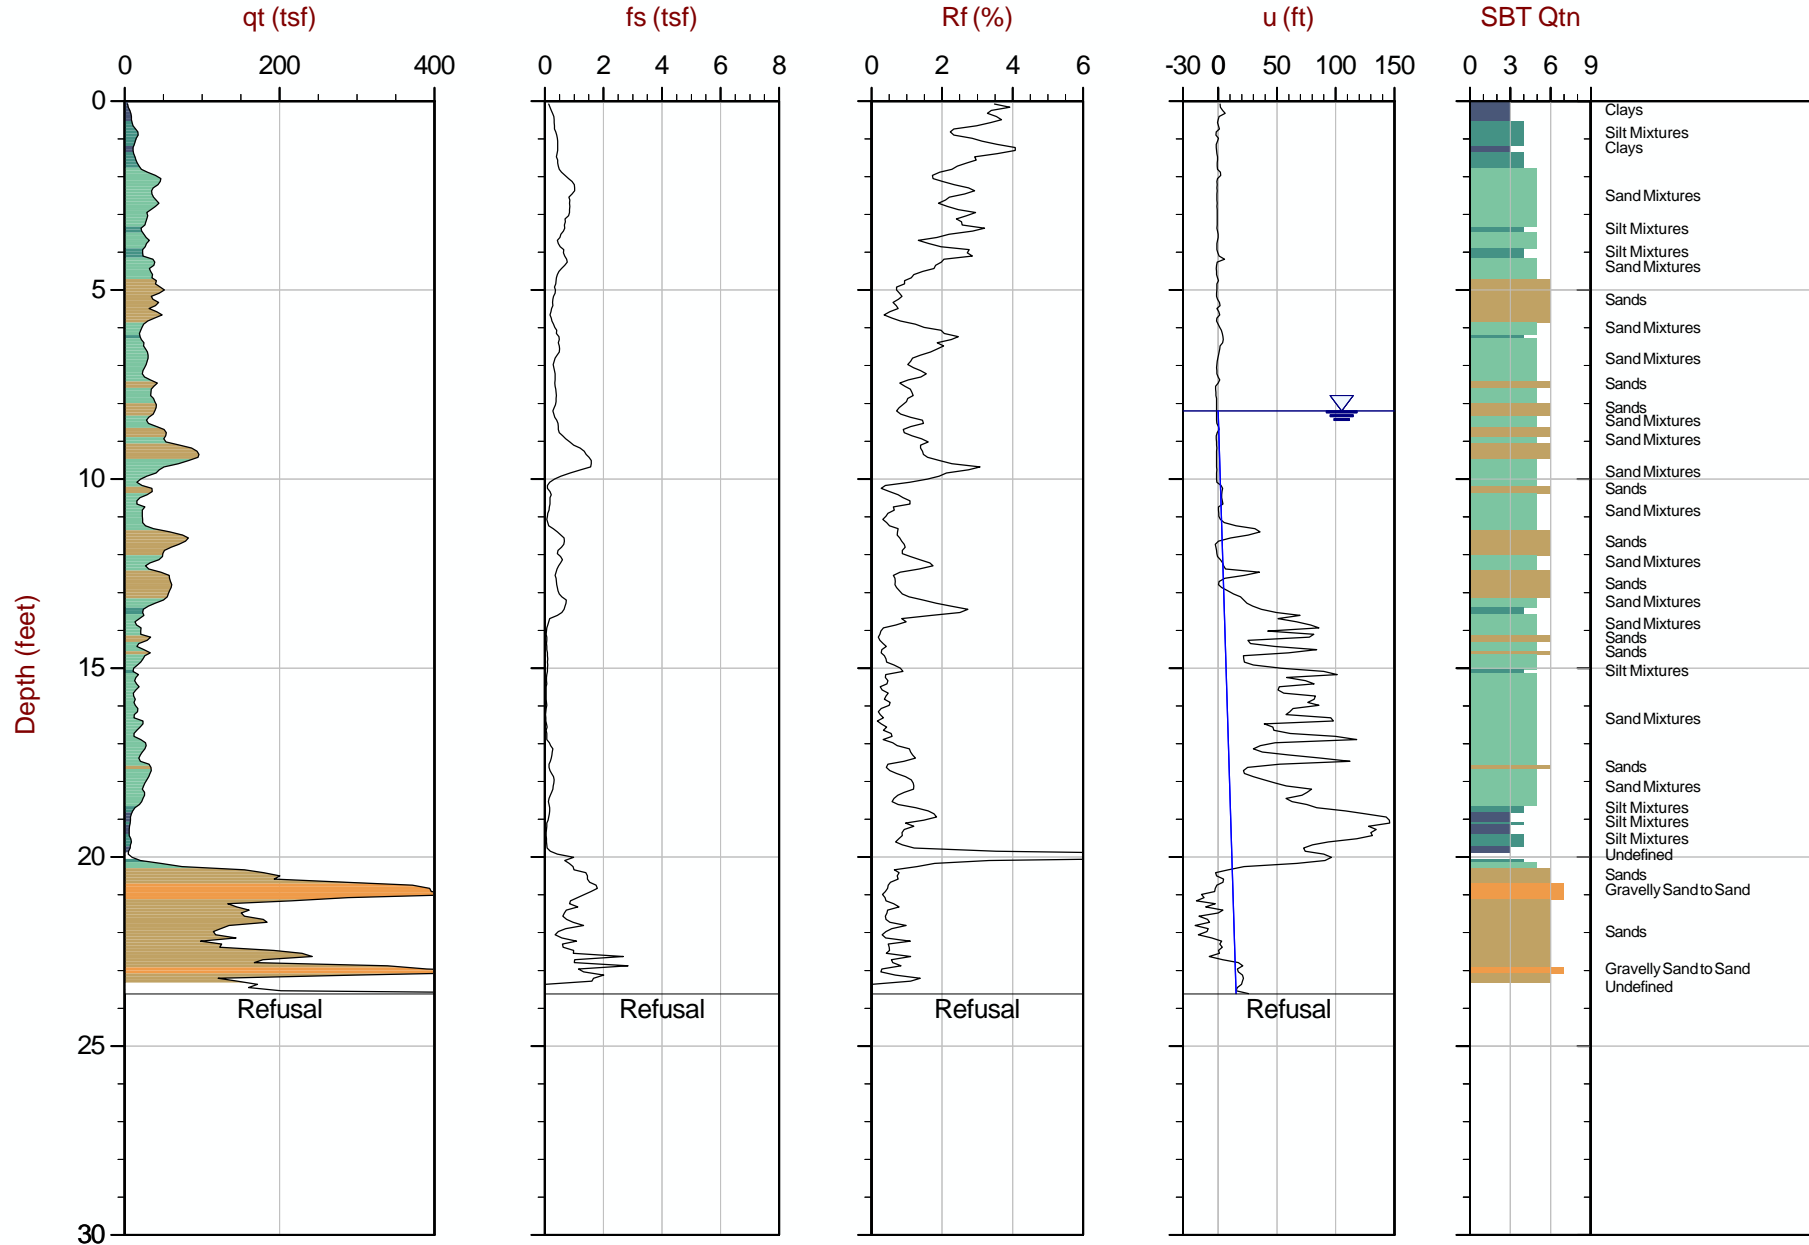 qt (tsf)
fs (tsf)
Rf (%)
u (ft)
SBT Qtn
0 200 400
0 2 4 6 8
0 2 4 6
-30 0 50 100 150
0 3 6 9
Depth (feet)
0
5
10
15
20
25
30
Clays
Silt Mixtures
Clays
Sand Mixtures
Silt Mixtures
Silt Mixtures
Sand Mixtures
Sands
Sand Mixtures
Sand Mixtures
Sands
Sands
Sand Mixtures
Sand Mixtures
Sand Mixtures
Sands
Sand Mixtures
Sands
Sand Mixtures
Sands
Sand Mixtures
Sand Mixtures
Sands
Sands
Silt Mixtures
Sand Mixtures
Sands
Sand Mixtures
Silt Mixtures
Silt Mixtures
Silt Mixtures
Undefined
Sands
Gravelly Sand to Sand
Sands
Gravelly Sand to Sand
Undefined
Refusal
Refusal
Refusal
Refusal